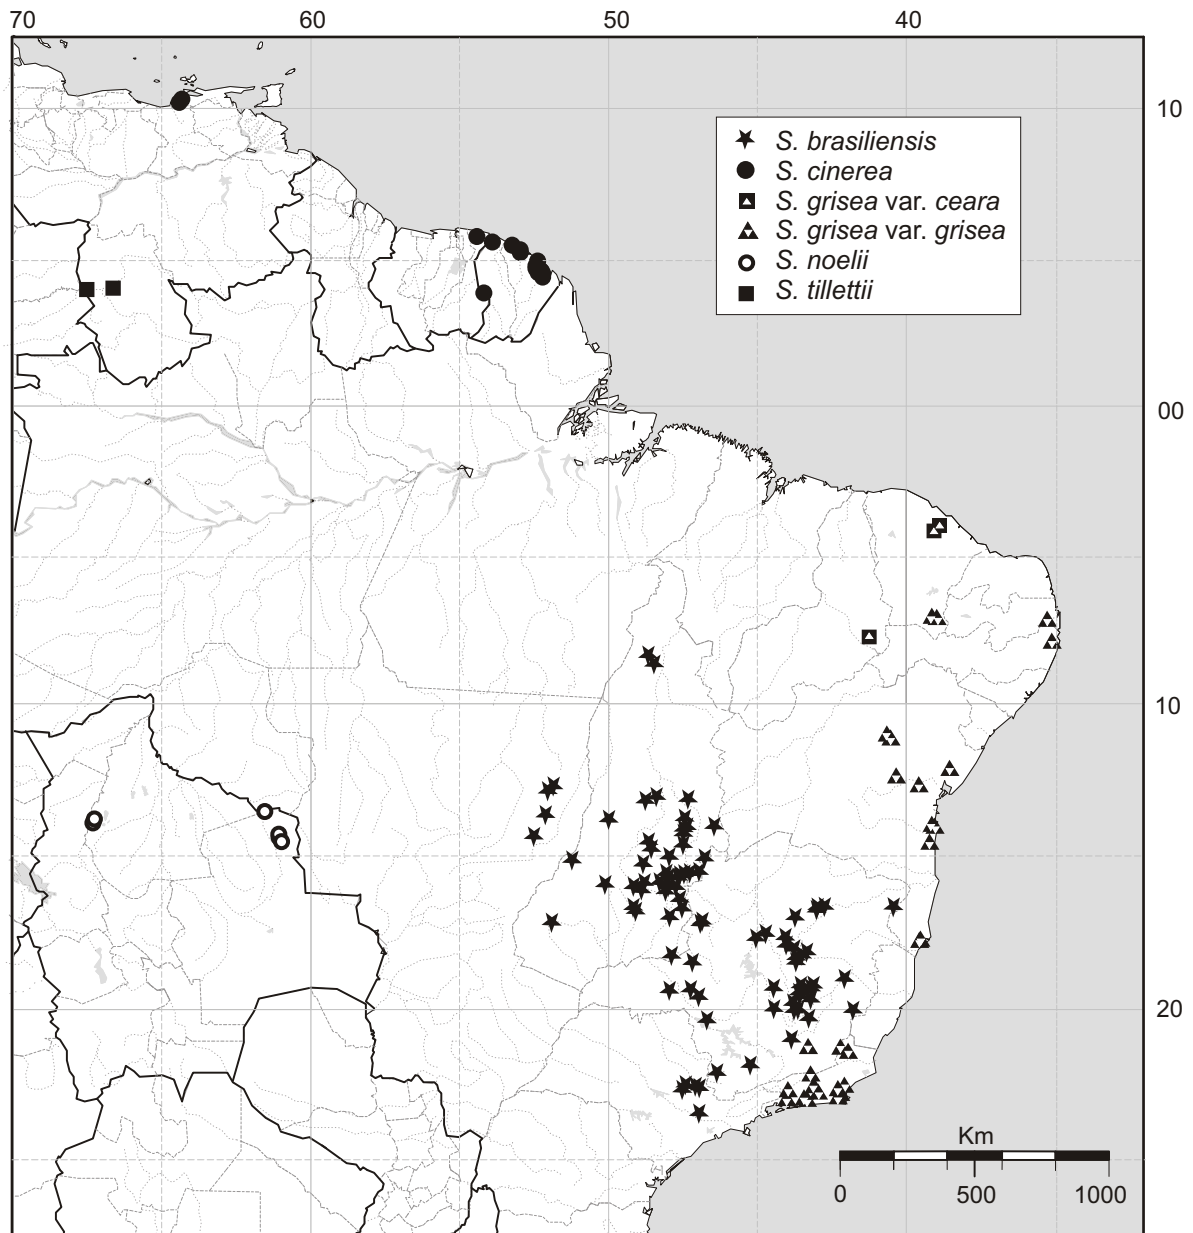 70 60 50 40
10
S. brasiliensis
S. cinerea
S. grisea var. ceara
S. grisea var. grisea
S. noelii
S. tillettii
00
10
20
Km
0 500 1000